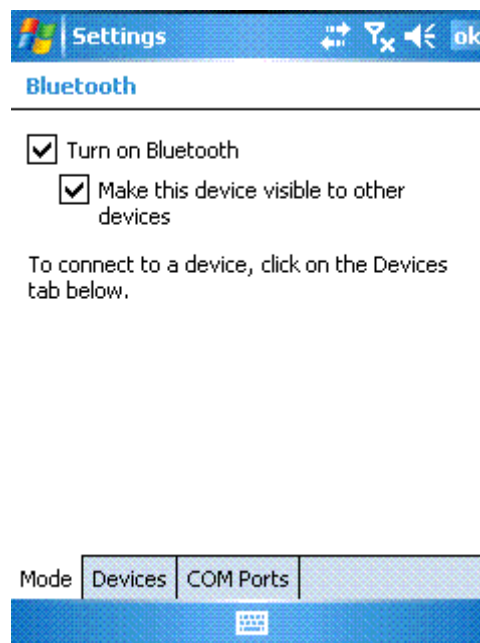 Settings
ok
Bluetooth
Turn on Bluetooth
Make this device visible to other
devices
To connect to a device, click on the Devices
tab below.
Mode Devices COM Ports